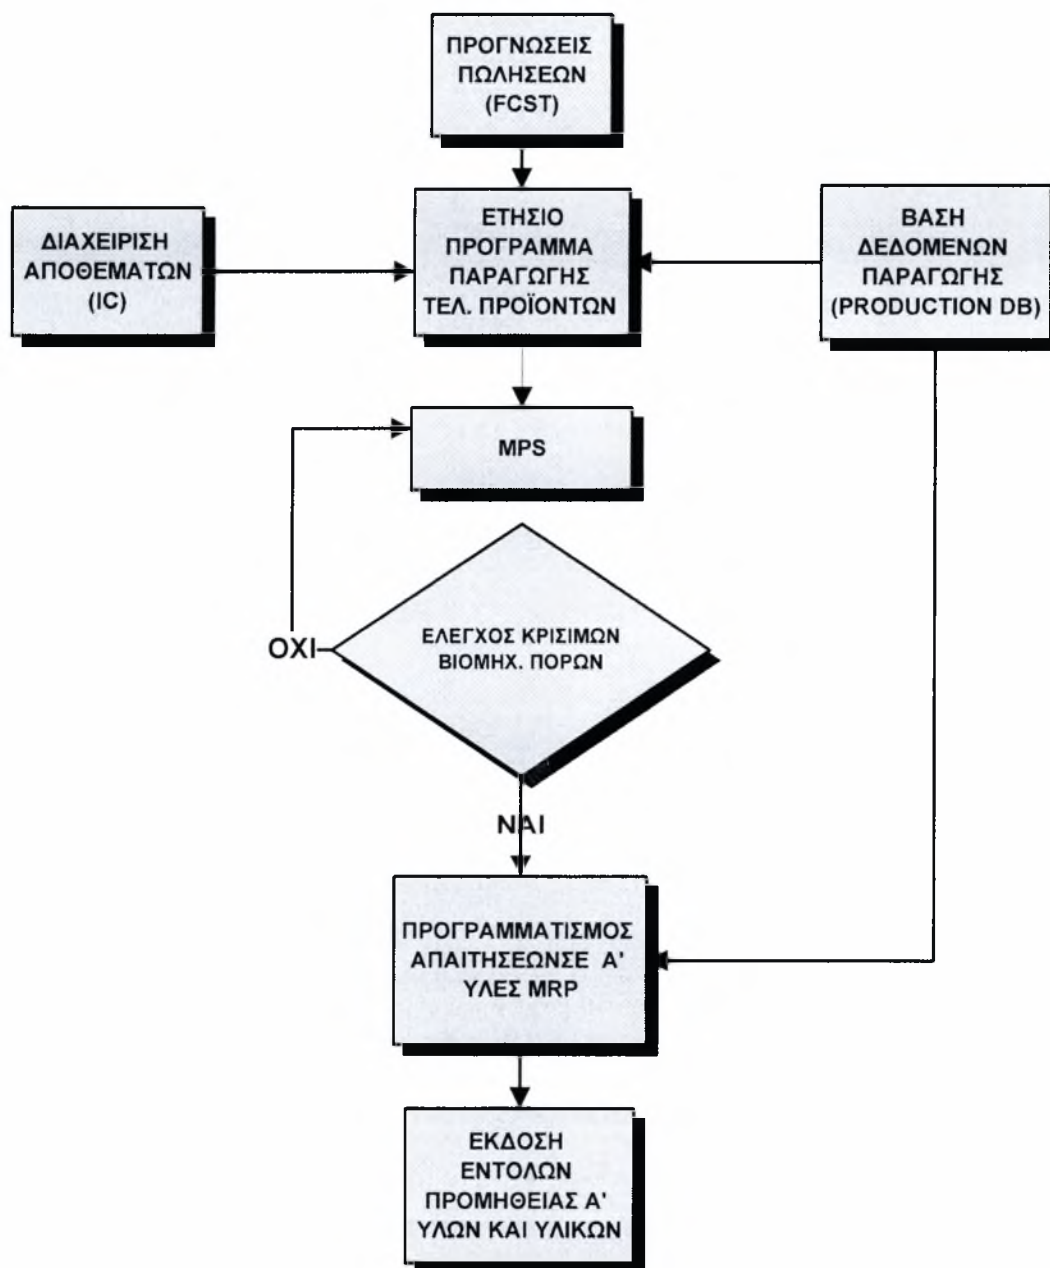 ΠΡΟΓΝΩΣΕΙΣ
ΠΩΛΗΣΕΩΝ
(FCST)
ΔΙΑΧΕΙΡΙΣΗ
ΑΠΟΘΕΜΑΤΩΝ
(IC)
ΕΤΗΣΙΟ
ΠΡΟΓΡΑΜΜΑ
ΠΑΡΑΓΩΓΗΣ
ΤΕΛ. ΠΡΟΪΟΝΤΩΝ
ΒΑΣΗ
ΔΕΔΟΜΕΝΩΝ
ΠΑΡΑΓΩΓΗΣ
(PRODUCTION DB)
MPS
ΕΛΕΓΧΟΣ ΚΡΙΣΙΜΩΝ
ΒΙΟΜΗΧ. ΠΟΡΩΝ
ΟΧΙ
ΝΑΙ
ΠΡΟΓΡΑΜΜΑΤΙΣΜΟΣ
ΑΠΑΙΤΗΣΕΩΝΣΕ Α'
ΥΛΕΣ MRP
ΕΚΔΟΣΗ
ΕΝΤΟΛΩΝ
ΠΡΟΜΗΘΕΙΑΣ Α'
ΥΛΩΝ ΚΑΙ ΥΛΙΚΩΝ